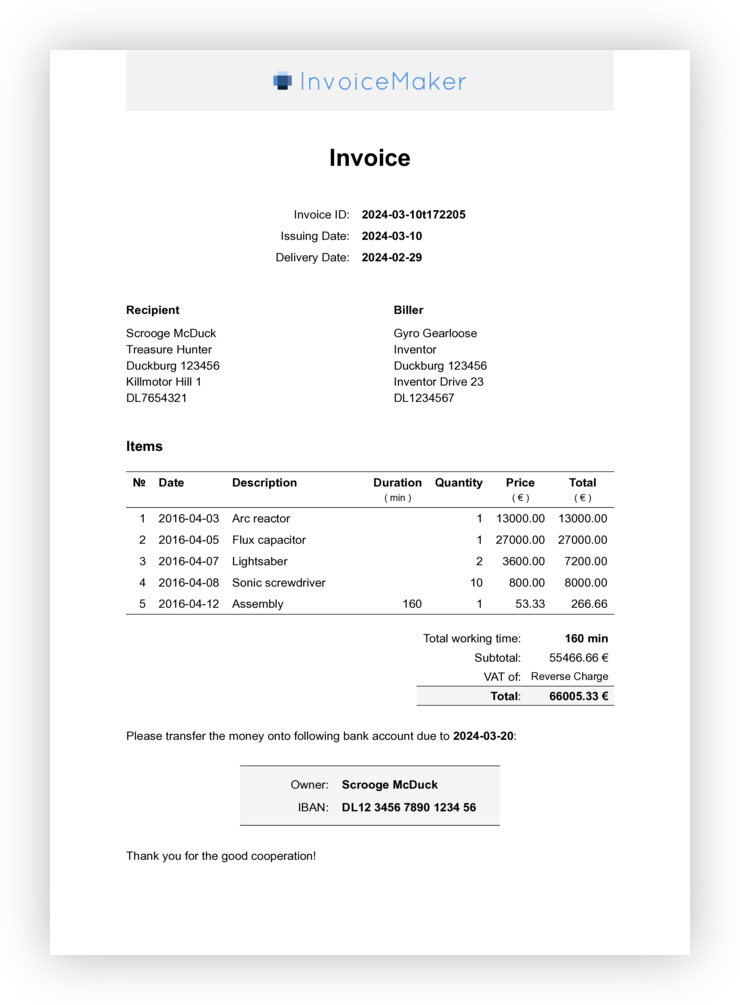 InvoiceMaker
Invoice
Invoice ID: 2024-03-10t172205
Issuing Date: 2024-03-10
Delivery Date: 2024-02-29
Recipient
Scrooge McDuck
Treasure Hunter
Duckburg 123456
Killmotor Hill 1
DL7654321
Biller
Gyro Gearloose
Inventor
Duckburg 123456
Inventor Drive 23
DL1234567
Items
№ Date Description Duration Quantity Price Total
( min ) ( € ) ( € )
1 2016-04-03 Arc reactor 1 13000.00 13000.00
2 2016-04-05 Flux capacitor 1 27000.00 27000.00
3 2016-04-07 Lightsaber 2 3600.00 7200.00
4 2016-04-08 Sonic screwdriver 10 800.00 8000.00
5 2016-04-12 Assembly 160 1 53.33 266.66
Total working time: 160 min
Subtotal: 55466.66 €
VAT of: Reverse Charge
Total: 66005.33 €
Please transfer the money onto following bank account due to 2024-03-20:
Owner: Scrooge McDuck
IBAN: DL12 3456 7890 1234 56
Thank you for the good cooperation!